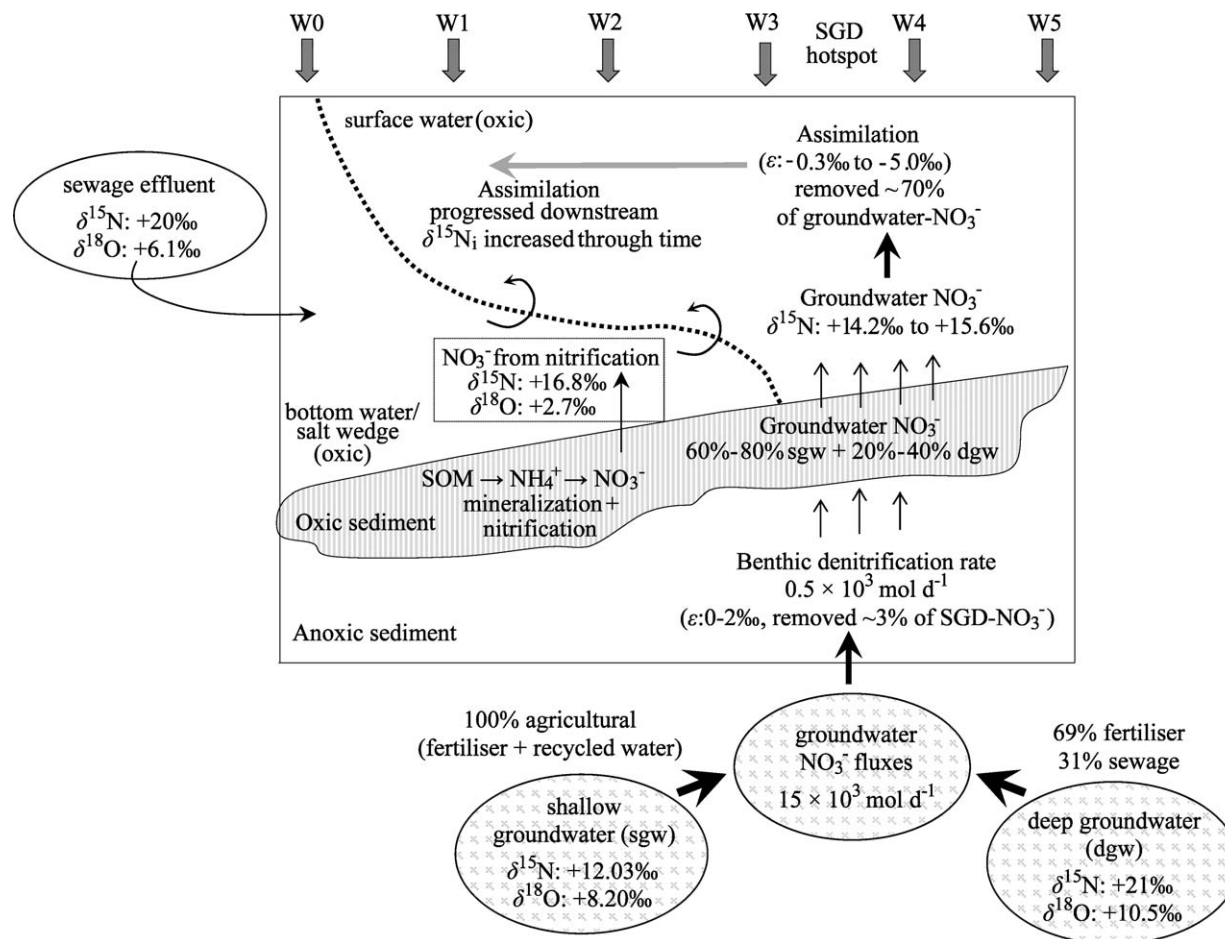 W0
W1
W2
W3
SGD
hotspot
W4
W5
surface water (oxic)
Assimilation
(ε:-0.3‰ to -5.0‰)
removed ~70%
of groundwater-NO₃⁻
sewage effluent
δ¹⁵N: +20‰
δ¹⁸O: +6.1‰
Assimilation
progressed downstream
δ¹⁵Nᵢ increased through time
Groundwater NO₃⁻
δ¹⁵N: +14.2‰ to +15.6‰
NO₃⁻ from nitrification
δ¹⁵N: +16.8‰
δ¹⁸O: +2.7‰
bottom water/
salt wedge
(oxic)
Groundwater NO₃⁻
60%-80% sgw + 20%-40% dgw
SOM → NH₄⁺ → NO₃⁻
mineralization +
nitrification
Oxic sediment
Benthic denitrification rate
0.5 × 10³ mol d⁻¹
(ε:0-2‰, removed ~3% of SGD-NO₃⁻)
Anoxic sediment
100% agricultural
(fertiliser + recycled water)
groundwater
NO₃⁻ fluxes
15 × 10³ mol d⁻¹
69% fertiliser
31% sewage
shallow
groundwater (sgw)
δ¹⁵N: +12.03‰
δ¹⁸O: +8.20‰
deep groundwater
(dgw)
δ¹⁵N: +21‰
δ¹⁸O: +10.5‰